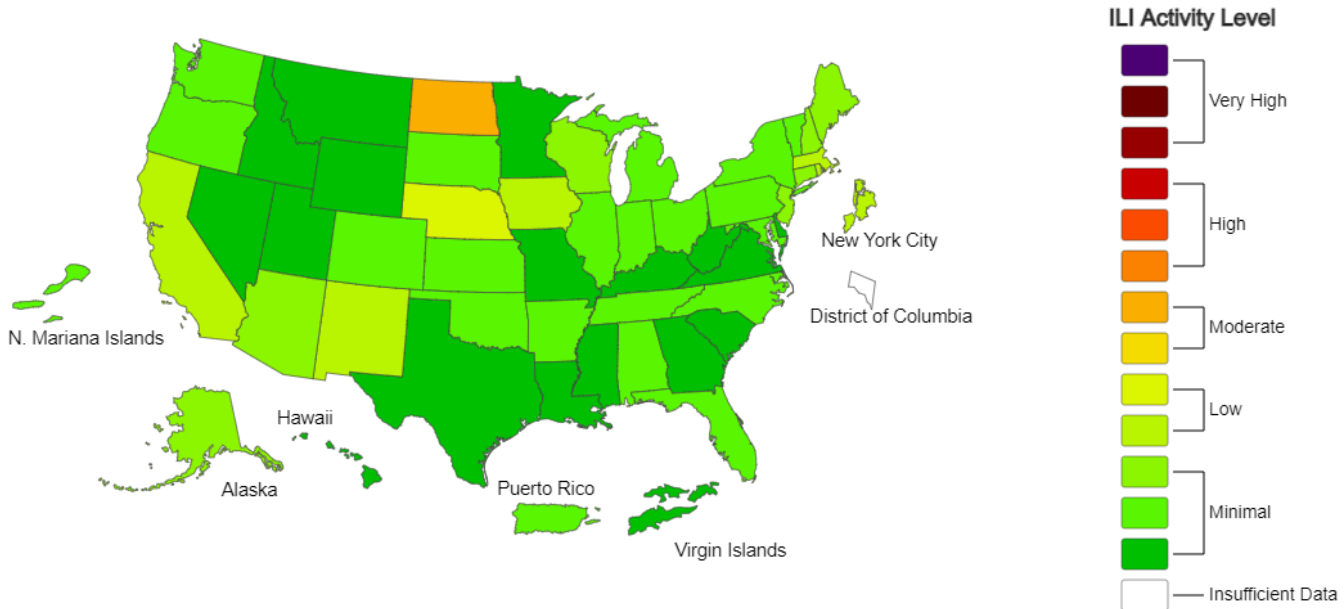 ILI Activity Level
Very High
High
Moderate
Low
Minimal
Insufficient Data
New York City
District of Columbia
N. Mariana Islands
Hawaii
Alaska
Puerto Rico
Virgin Islands